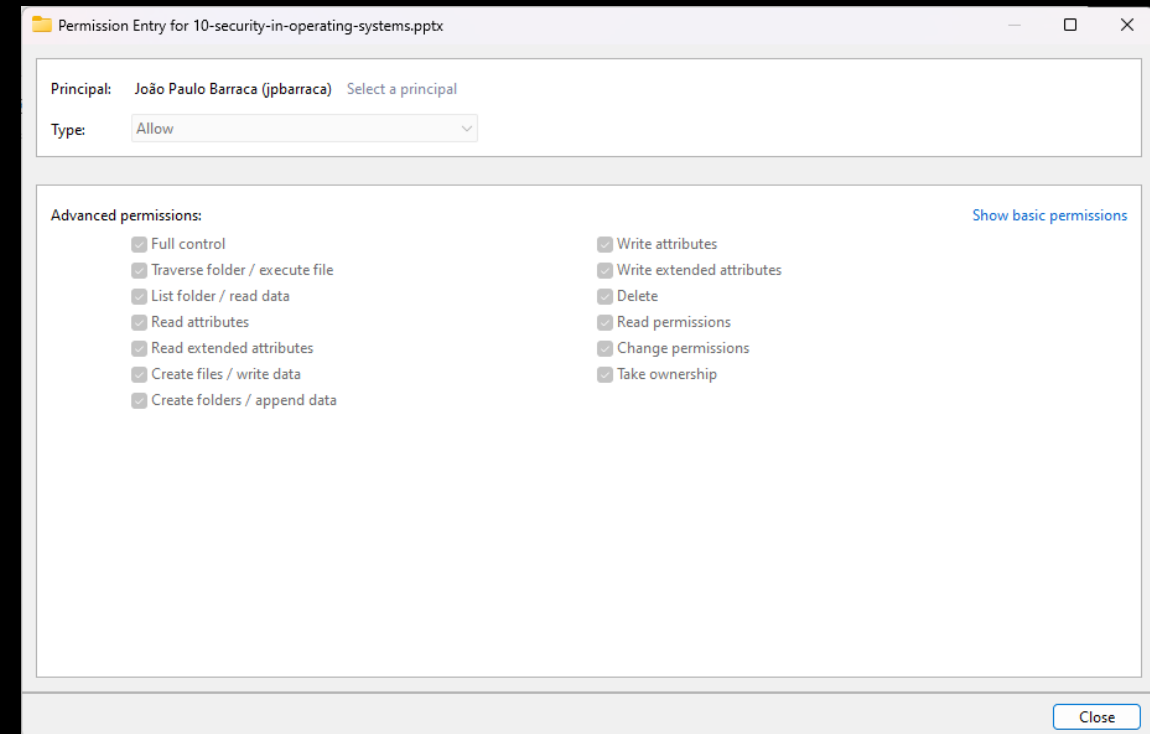 Permission Entry for 10-security-in-operating-systems.pptx
Principal: João Paulo Barraca (jpbarraca) Select a principal
Type: Allow
Advanced permissions: Show basic permissions
Full control
Traverse folder / execute file
List folder / read data
Read attributes
Read extended attributes
Create files / write data
Create folders / append data
Write attributes
Write extended attributes
Delete
Read permissions
Change permissions
Take ownership
Close